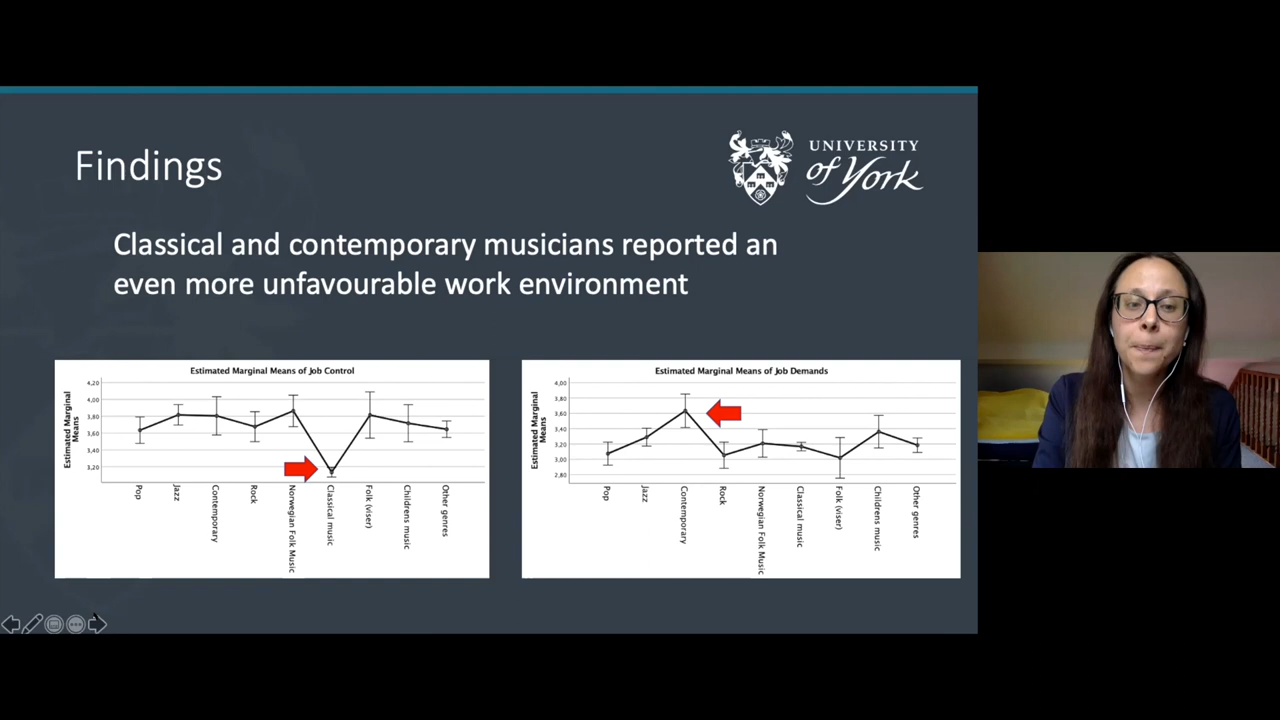 Findings
UNIVERSITY
of York
Classical and contemporary musicians reported an
even more unfavourable work environment
Estimated Marginal Means of Job Control
Estimated Marginal
Means
4,20
4,00
3,80
3,60
3,40
3,20
Pop
Jazz
Contemporary
Rock
Norwegian Folk Music
Classical music
Folk (viser)
Childrens music
Other genres
Estimated Marginal Means of Job Demands
Estimated Marginal
Means
4,00
3,80
3,60
3,40
3,20
3,00
2,80
Pop
Jazz
Contemporary
Rock
Norwegian Folk Music
Classical music
Folk (viser)
Childrens music
Other genres